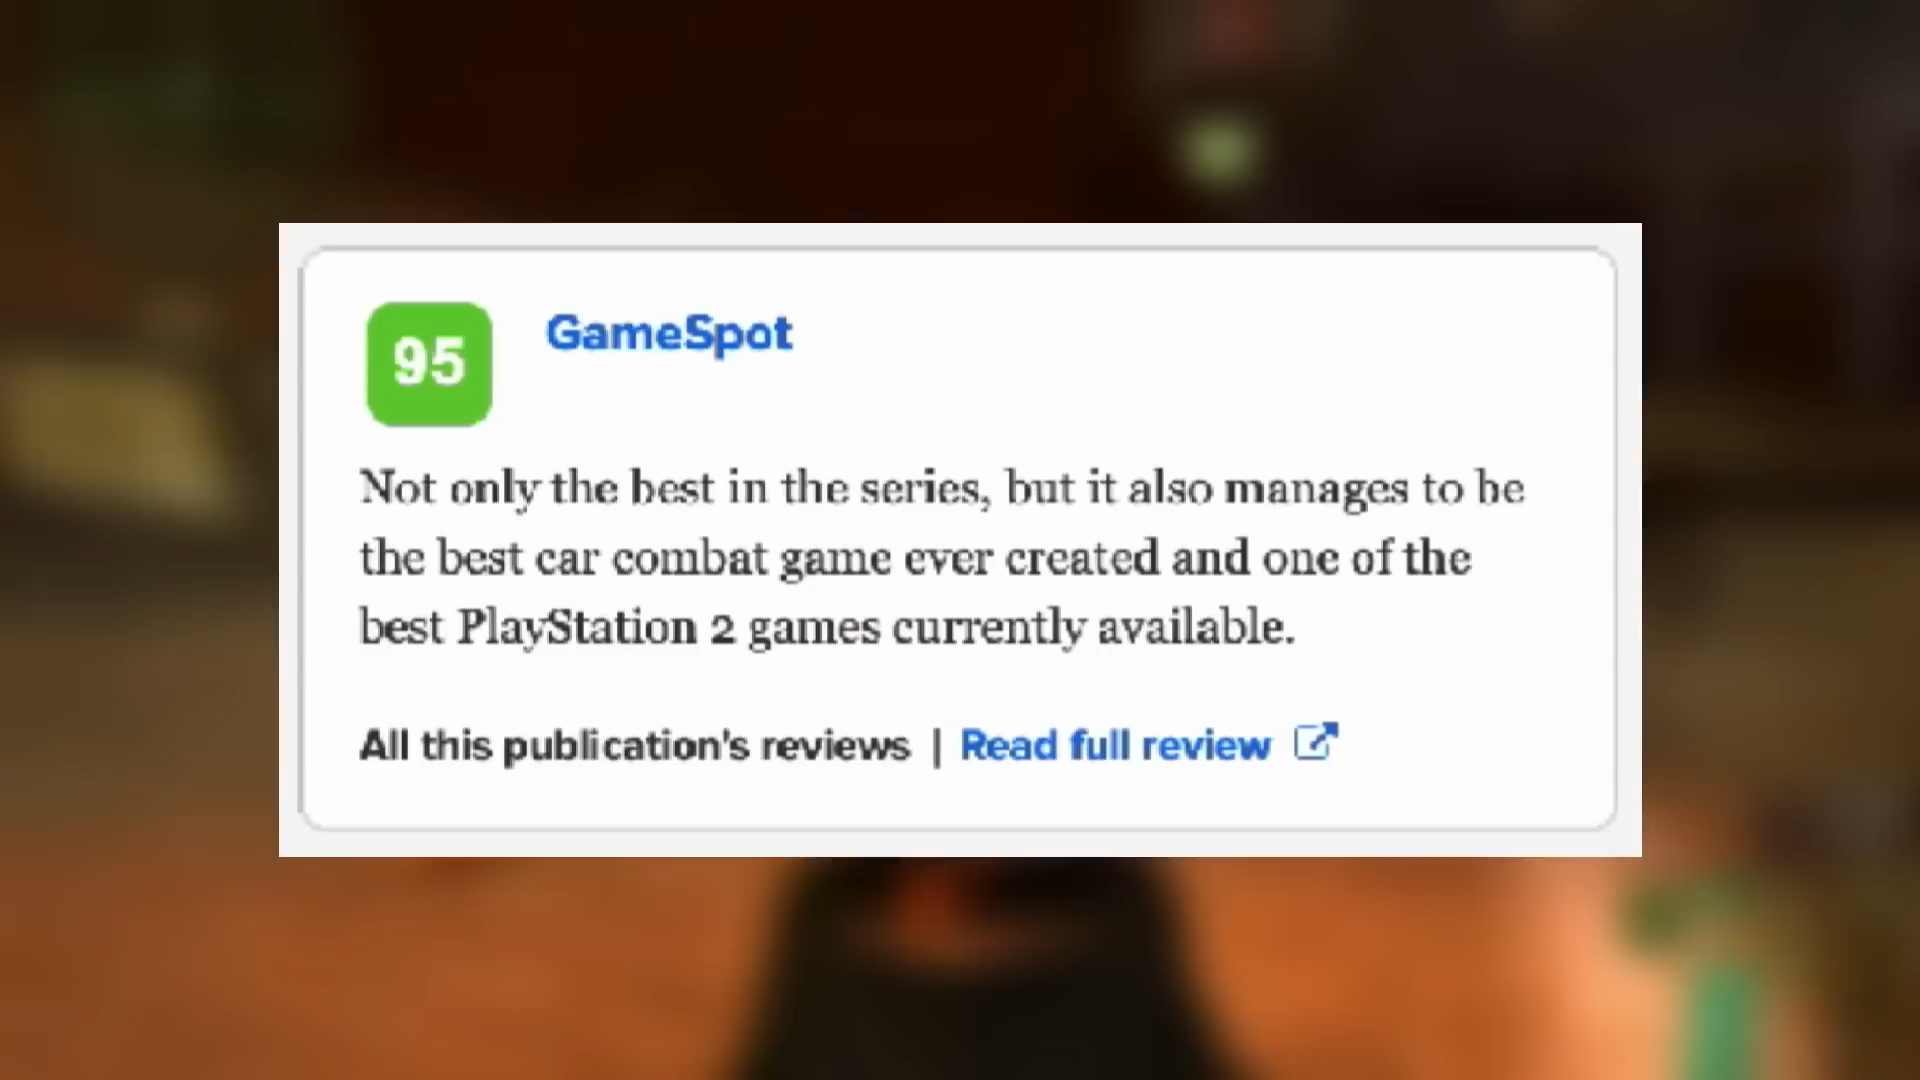 95
GameSpot
Not only the best in the series, but it also manages to be
the best car combat game ever created and one of the
best PlayStation 2 games currently available.
All this publication's reviews | Read full review